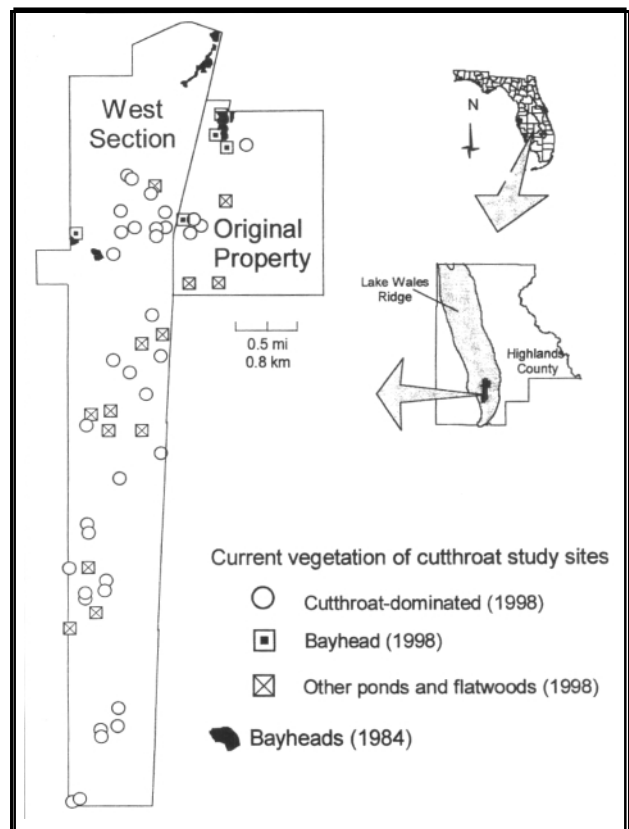 West
Section
N
Original
Property
Lake Wales
Ridge
0.5 mi
0.8 km
Highlands
County
Current vegetation of cutthroat study sites
Cutthroat-dominated (1998)
Bayhead (1998)
Other ponds and flatwoods (1998)
Bayheads (1984)